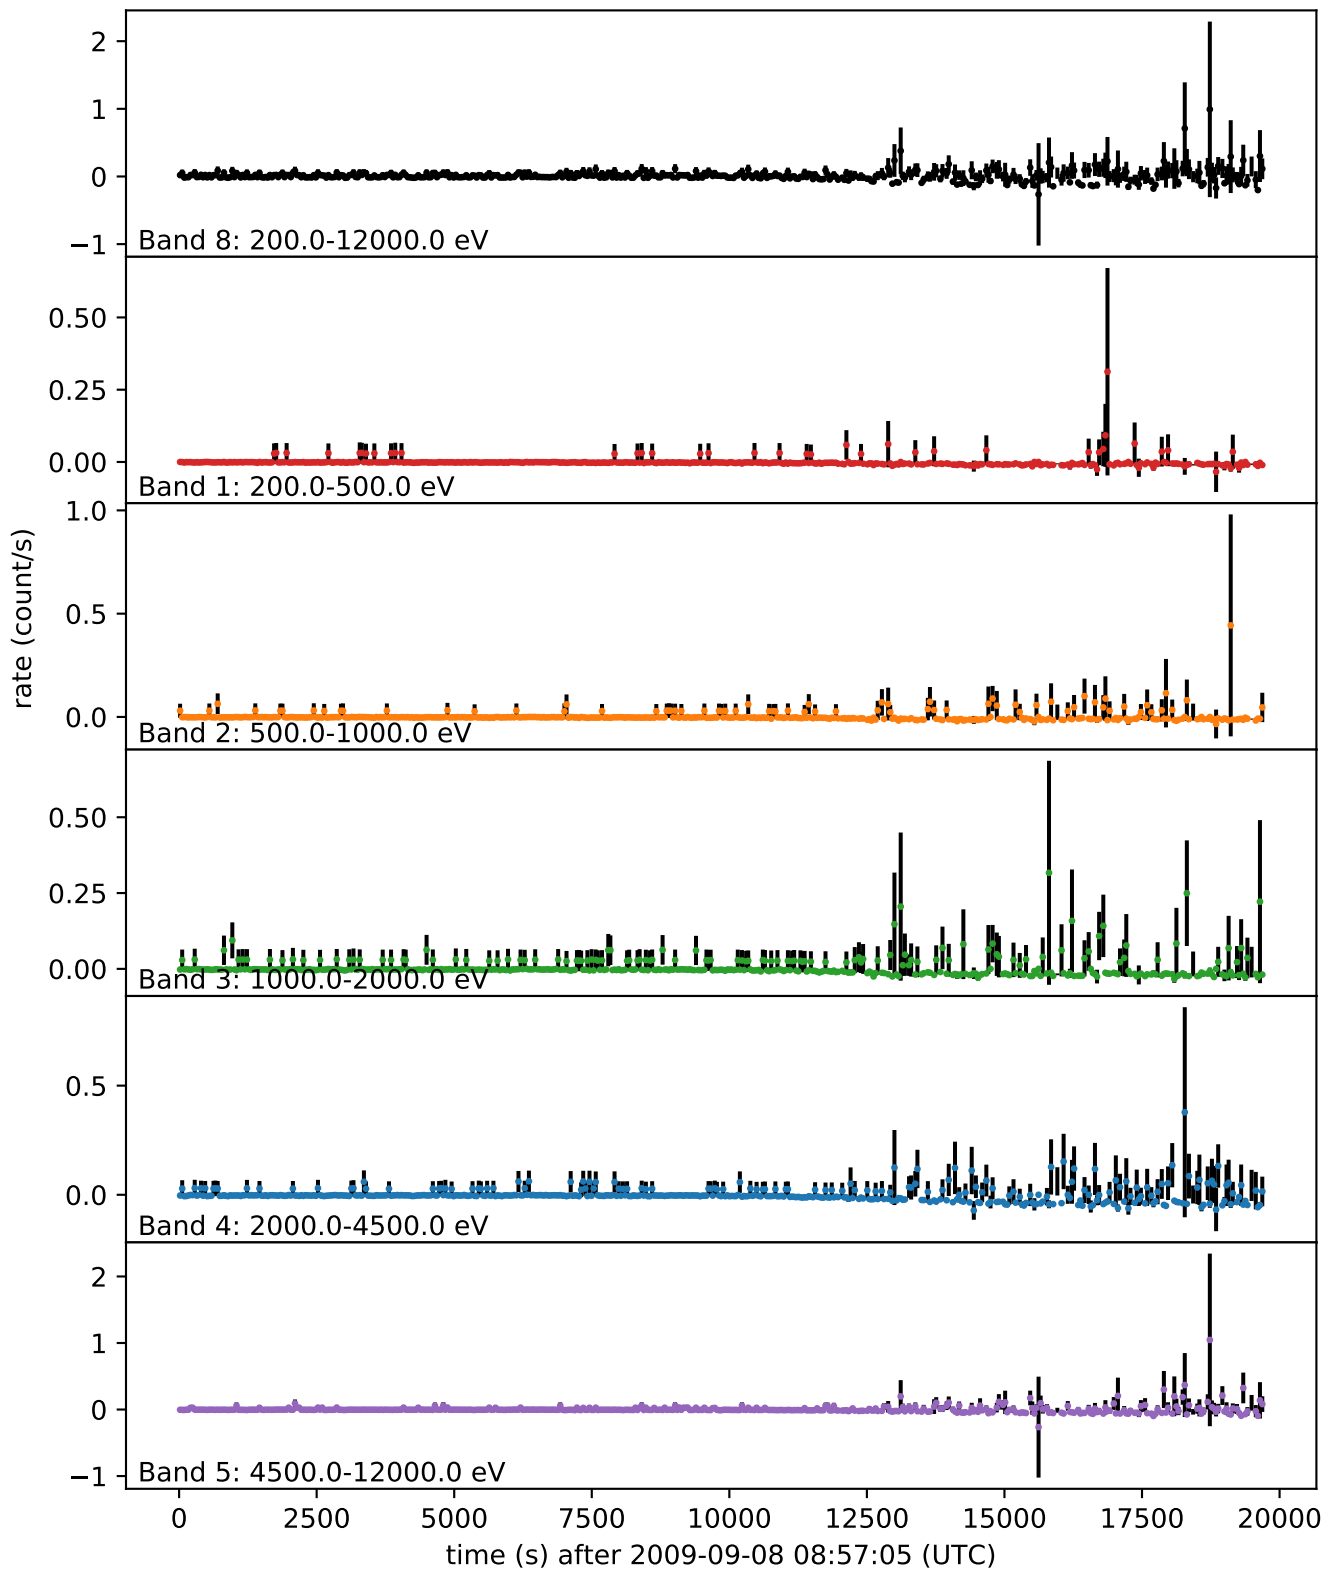 2
1
0
−1
Band 8: 200.0-12000.0 eV
0.50
0.25
0.00
Band 1: 200.0-500.0 eV
1.0
0.5
0.0
Band 2: 500.0-1000.0 eV
rate (count/s)
0.50
0.25
0.00
Band 3: 1000.0-2000.0 eV
0.5
0.0
Band 4: 2000.0-4500.0 eV
2
1
0
−1
Band 5: 4500.0-12000.0 eV
0 2500 5000 7500 10000 12500 15000 17500 20000
time (s) after 2009-09-08 08:57:05 (UTC)